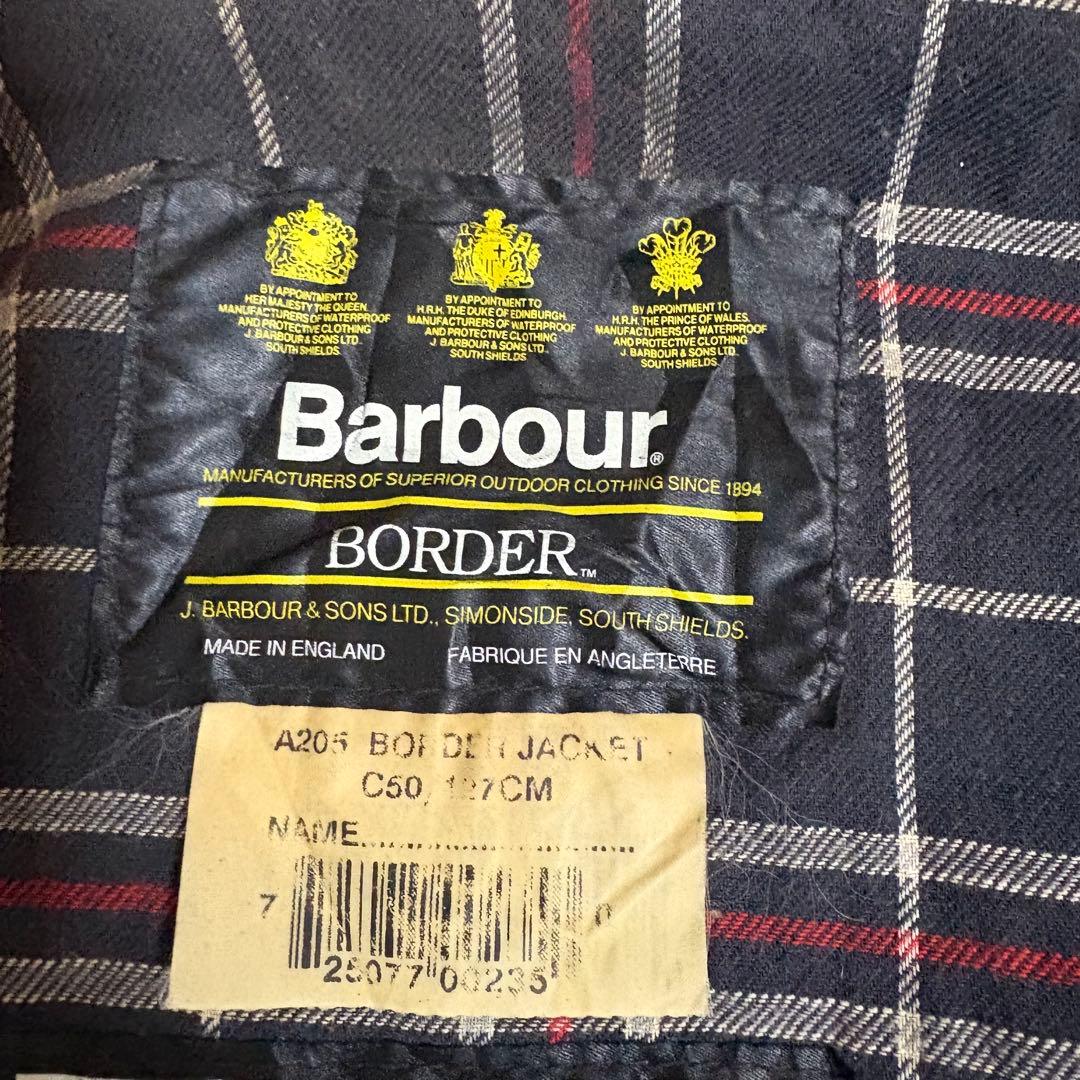 BY APPOINTMENT TO
HER MAJESTY THE QUEEN.
MANUFACTURERS OF WATERPROOF
AND PROTECTIVE CLOTHING
J. BARBOUR & SONS LTD.
SOUTH SHIELDS.
BY APPOINTMENT TO
H.R.H. THE DUKE OF EDINBURGH.
MANUFACTURERS OF WATERPROOF
AND PROTECTIVE CLOTHING
J. BARBOUR & SONS LTD.
SOUTH SHIELDS.
BY APPOINTMENT TO
H.R.H. THE PRINCE OF WALES.
MANUFACTURERS OF WATERPROOF
AND PROTECTIVE CLOTHING
J. BARBOUR & SONS LTD.,
SOUTH SHIELDS.
Barbour®
MANUFACTURERS OF SUPERIOR OUTDOOR CLOTHING SINCE 1894
BORDER™
J. BARBOUR & SONS LTD., SIMONSIDE, SOUTH SHIELDS.
MADE IN ENGLAND FABRIQUE EN ANGLETERRE
A205 BORDER JACKET
C50, 127CM
NAME
7 25077 00235 0